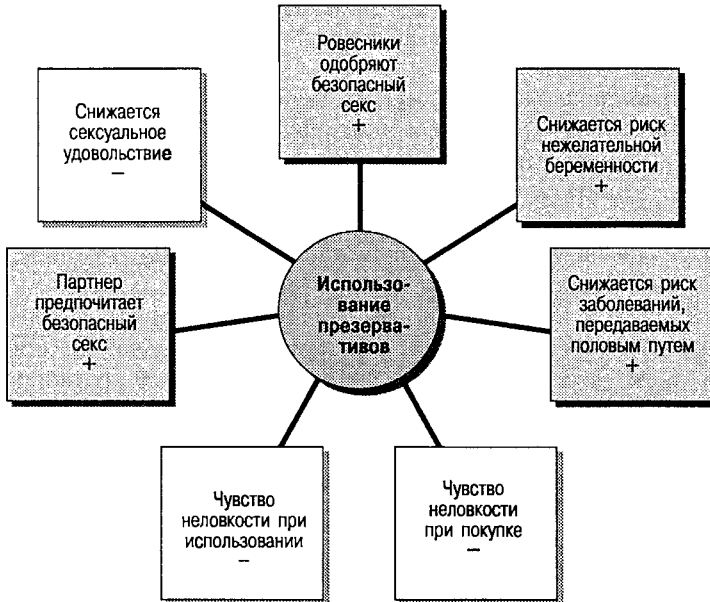 Ровесники
одобряют
безопасный
секс
+
Снижается
сексуальное
удовольствие
–
Снижается риск
нежелательной
беременности
+
Партнер
предпочитает
безопасный
секс
+
Использо-
вание
презерва-
тивов
Снижается риск
заболеваний,
передаваемых
половым путем
+
Чувство
неловкости при
использовании
–
Чувство
неловкости
при покупке
–